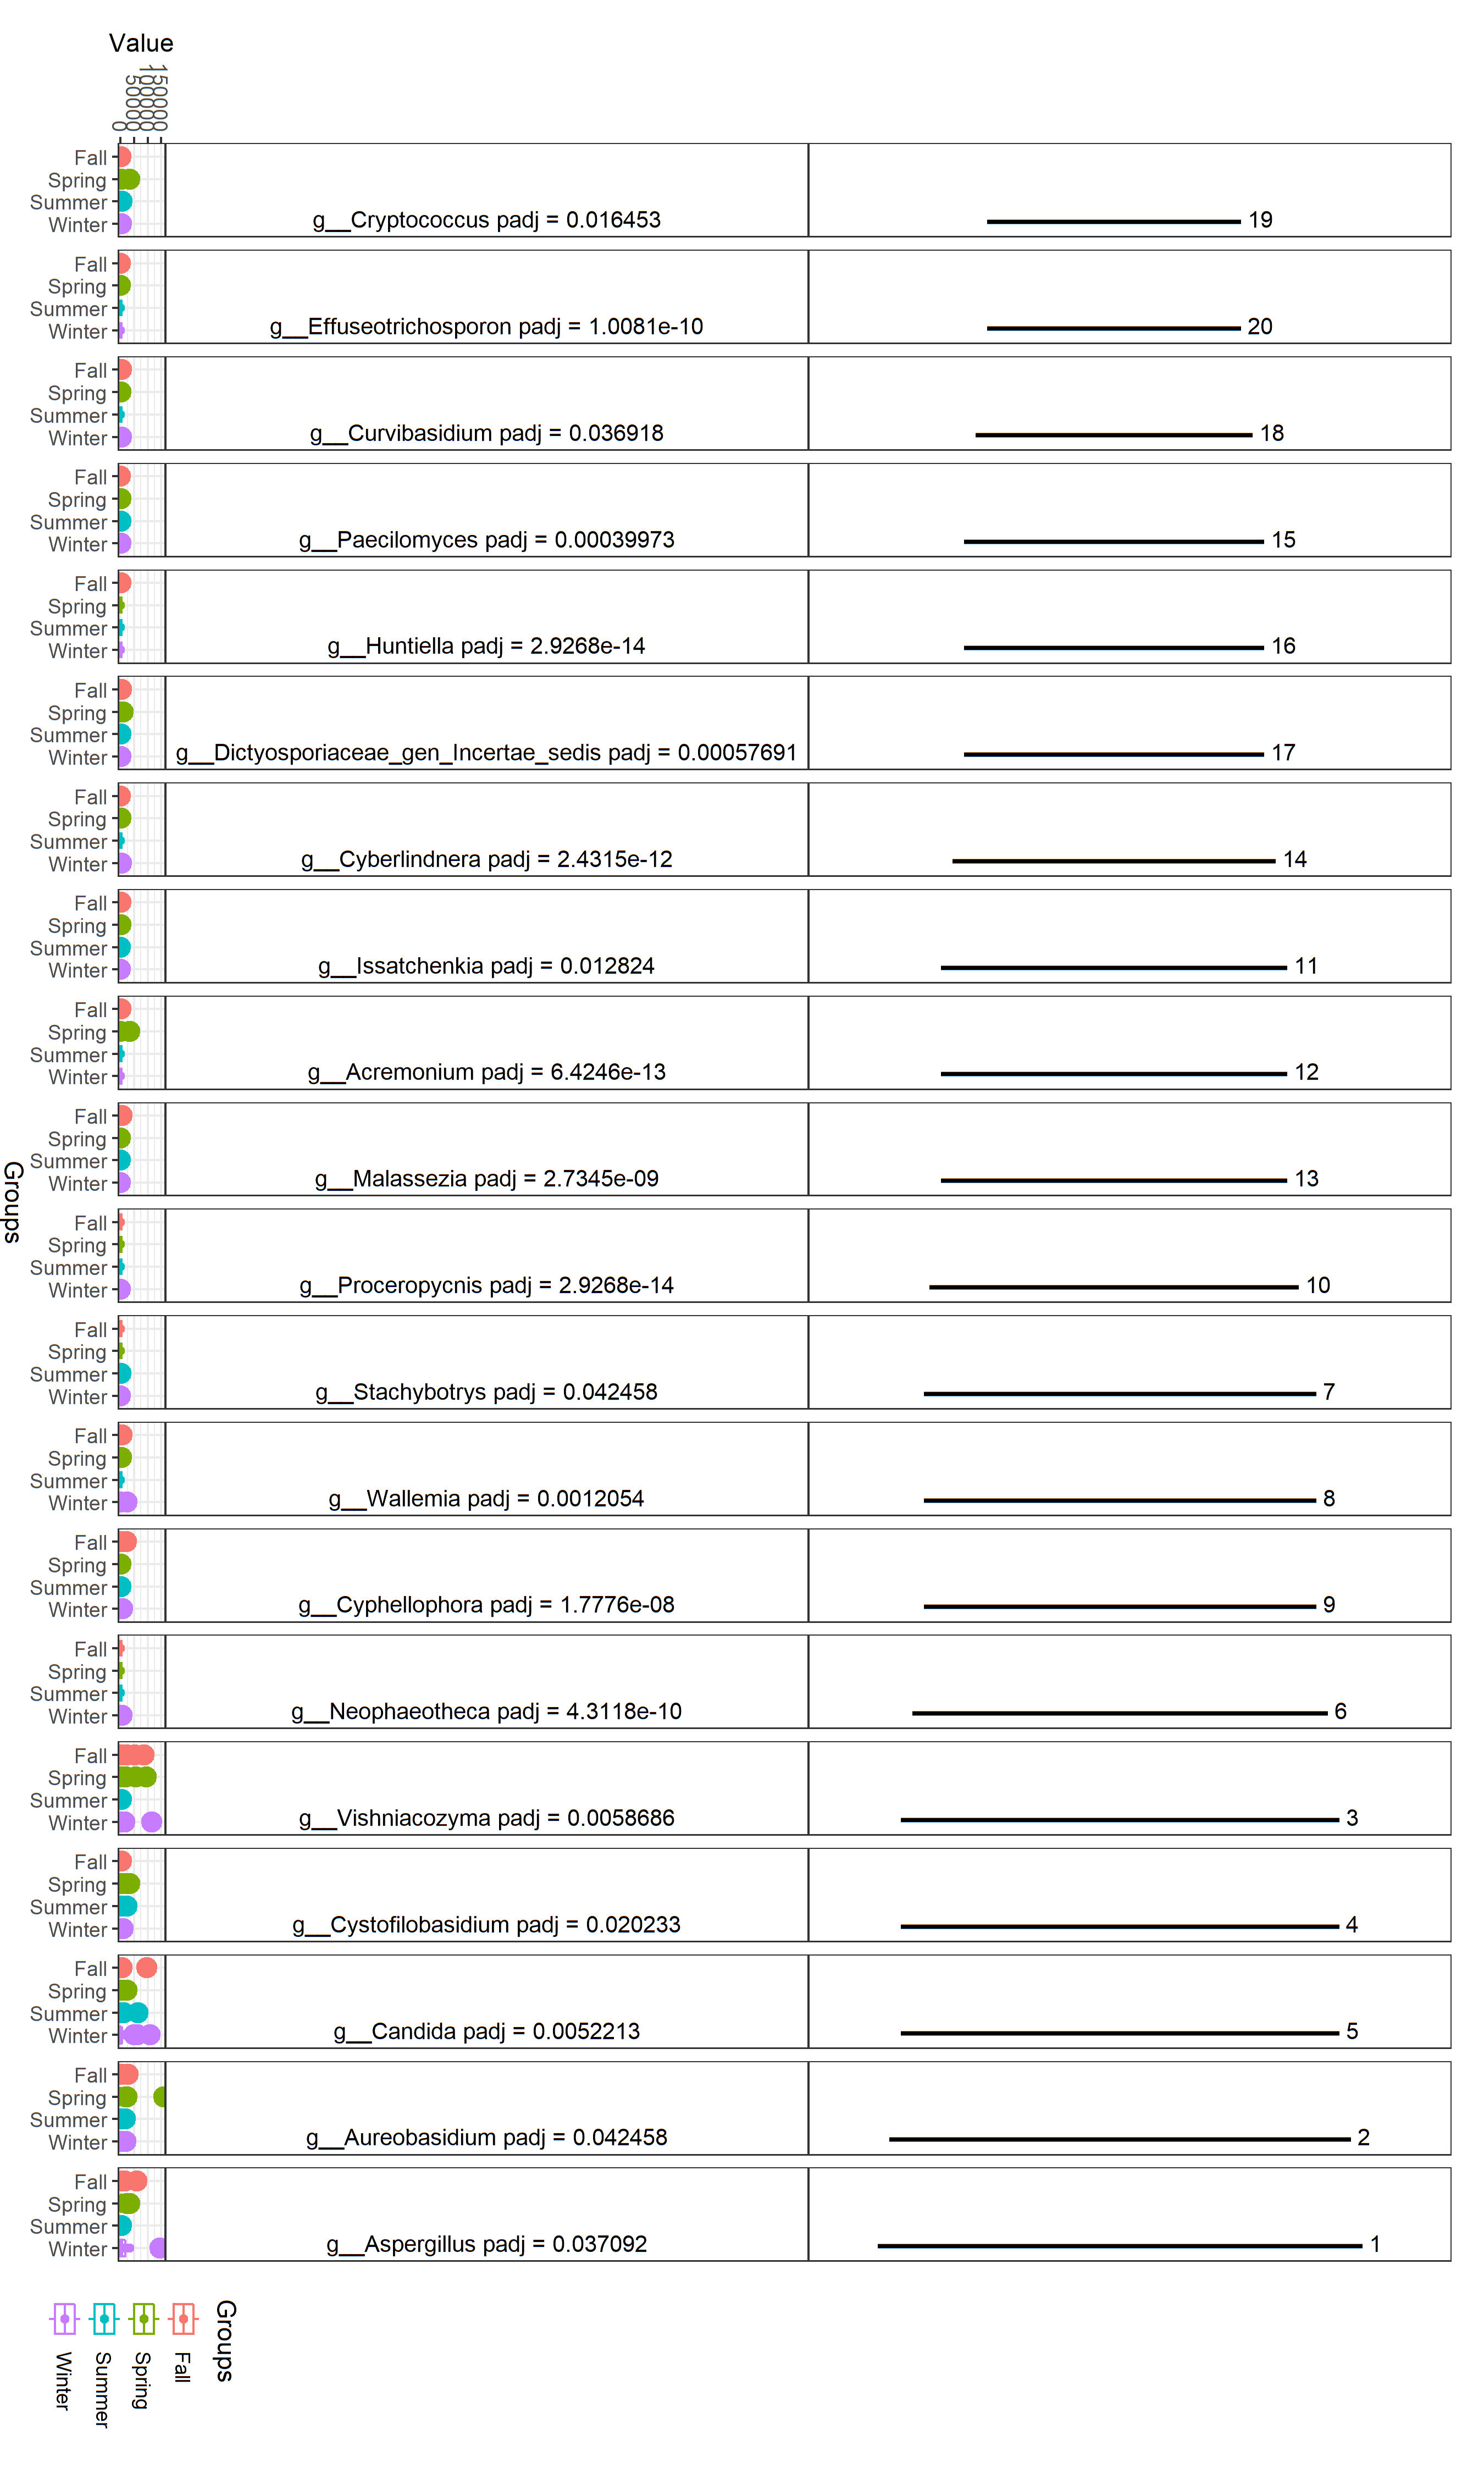 Value
0
50000
100000
150000
Fall
Spring
Summer
Winter
g__Cryptococcus padj = 0.016453
19
Fall
Spring
Summer
Winter
g__Effuseotrichosporon padj = 1.0081e-10
20
Fall
Spring
Summer
Winter
g__Curvibasidium padj = 0.036918
18
Fall
Spring
Summer
Winter
g__Paecilomyces padj = 0.00039973
15
Fall
Spring
Summer
Winter
g__Huntiella padj = 2.9268e-14
16
Fall
Spring
Summer
Winter
g__Dictyosporiaceae_gen_Incertae_sedis padj = 0.00057691
17
Fall
Spring
Summer
Winter
g__Cyberlindnera padj = 2.4315e-12
14
Fall
Spring
Summer
Winter
g__Issatchenkia padj = 0.012824
11
Fall
Spring
Summer
Winter
g__Acremonium padj = 6.4246e-13
12
Fall
Spring
Summer
Winter
g__Malassezia padj = 2.7345e-09
13
Groups
Fall
Spring
Summer
Winter
g__Proceropycnis padj = 2.9268e-14
10
Fall
Spring
Summer
Winter
g__Stachybotrys padj = 0.042458
7
Fall
Spring
Summer
Winter
g__Wallemia padj = 0.0012054
8
Fall
Spring
Summer
Winter
g__Cyphellophora padj = 1.7776e-08
9
Fall
Spring
Summer
Winter
g__Neophaeotheca padj = 4.3118e-10
6
Fall
Spring
Summer
Winter
g__Vishniacozyma padj = 0.0058686
3
Fall
Spring
Summer
Winter
g__Cystofilobasidium padj = 0.020233
4
Fall
Spring
Summer
Winter
g__Candida padj = 0.0052213
5
Fall
Spring
Summer
Winter
g__Aureobasidium padj = 0.042458
2
Fall
Spring
Summer
Winter
g__Aspergillus padj = 0.037092
1
Groups
Fall
Spring
Summer
Winter